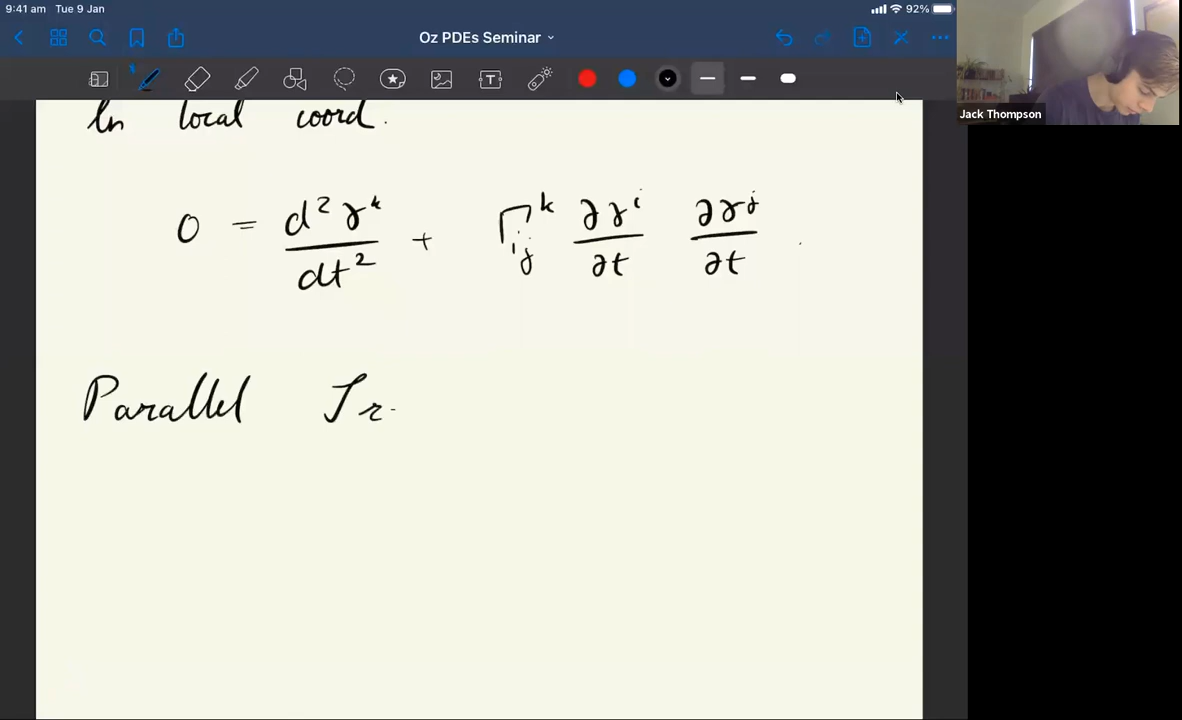 9:41 am Tue 9 Jan
92%
Oz PDEs Seminar
Jack Thompson
In local coord.
0 = d²γᵏ/dt² + Γᵢⱼᵏ ∂γⁱ/∂t ∂γʲ/∂t .
Parallel Tr